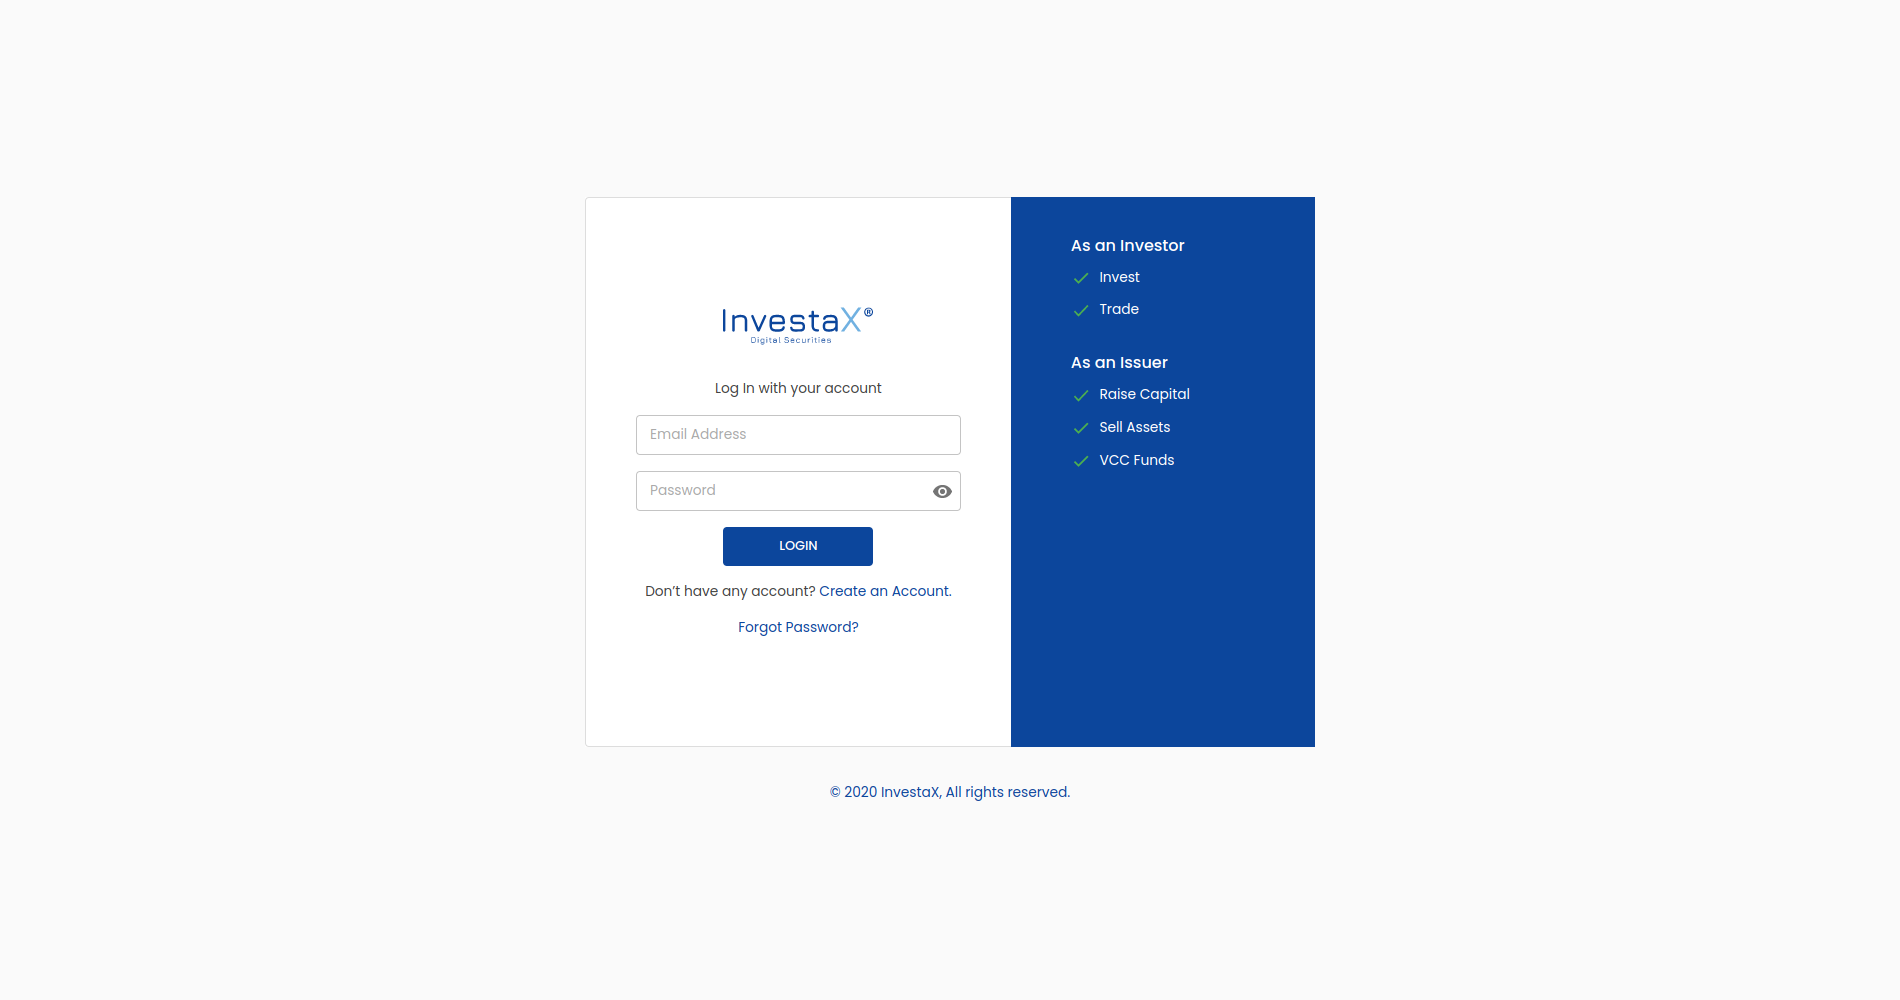 InvestaX®
Digital Securities
Log In with your account
Email Address
Password
LOGIN
Don’t have any account? Create an Account.
Forgot Password?
As an Investor
Invest
Trade
As an Issuer
Raise Capital
Sell Assets
VCC Funds
© 2020 InvestaX, All rights reserved.